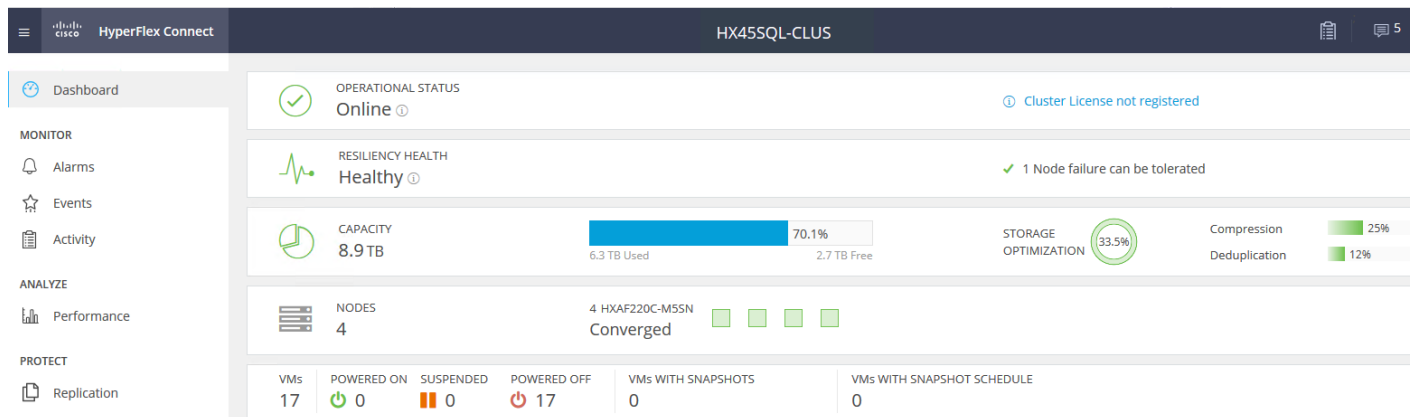 cisco HyperFlex Connect HX45SQL-CLUS 5
Dashboard
MONITOR
Alarms
Events
Activity
ANALYZE
Performance
PROTECT
Replication
OPERATIONAL STATUS
Online
Cluster License not registered
RESILIENCY HEALTH
Healthy
1 Node failure can be tolerated
CAPACITY
8.9 TB
70.1%
6.3 TB Used 2.7 TB Free
STORAGE
OPTIMIZATION
33.5%
Compression 25%
Deduplication 12%
NODES
4
4 HXAF220C-M5SN
Converged
VMs POWERED ON SUSPENDED POWERED OFF VMs WITH SNAPSHOTS VMs WITH SNAPSHOT SCHEDULE
17 0 0 17 0 0